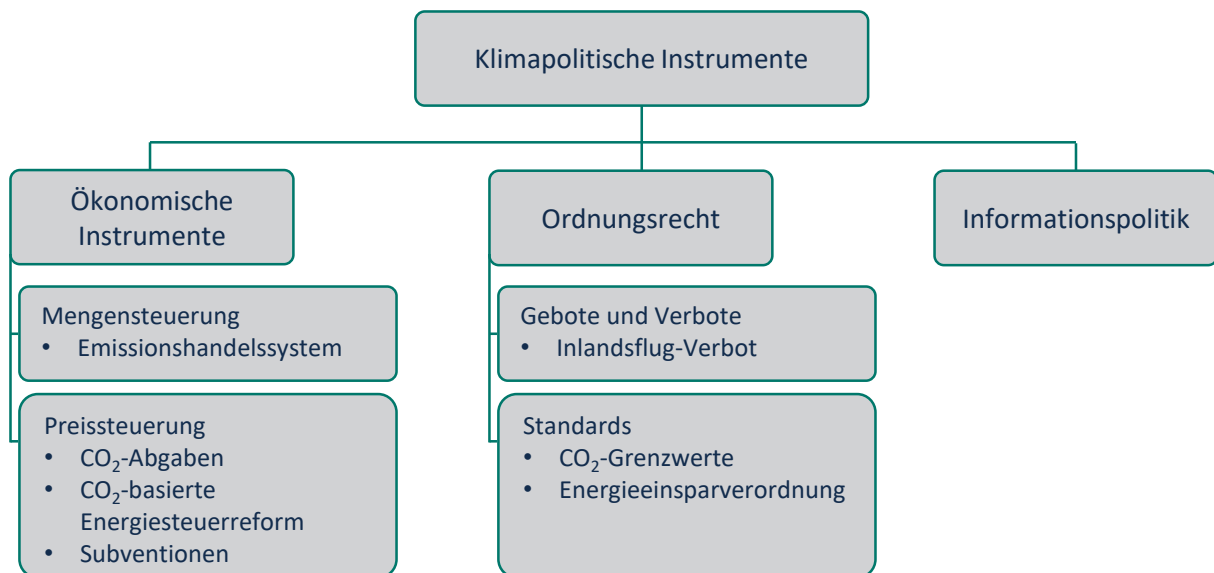 Klimapolitische Instrumente
Ökonomische
Instrumente
Mengensteuerung
• Emissionshandelssystem
Preissteuerung
• CO₂-Abgaben
• CO₂-basierte
Energiesteuerreform
• Subventionen
Ordnungsrecht
Gebote und Verbote
• Inlandsflug-Verbot
Standards
• CO₂-Grenzwerte
• Energieeinsparverordnung
Informationspolitik